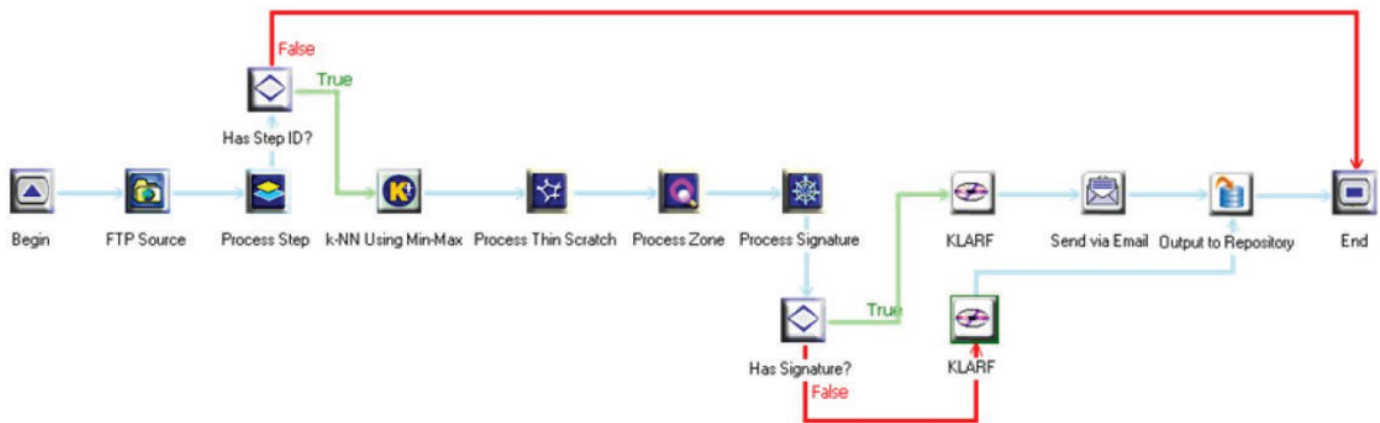 False
True
Has Step ID?
Begin
FTP Source
Process Step
k-NN Using Min-Max
Process Thin Scratch
Process Zone
Process Signature
KLARF
Send via Email
Output to Repository
End
True
Has Signature?
KLARF
False